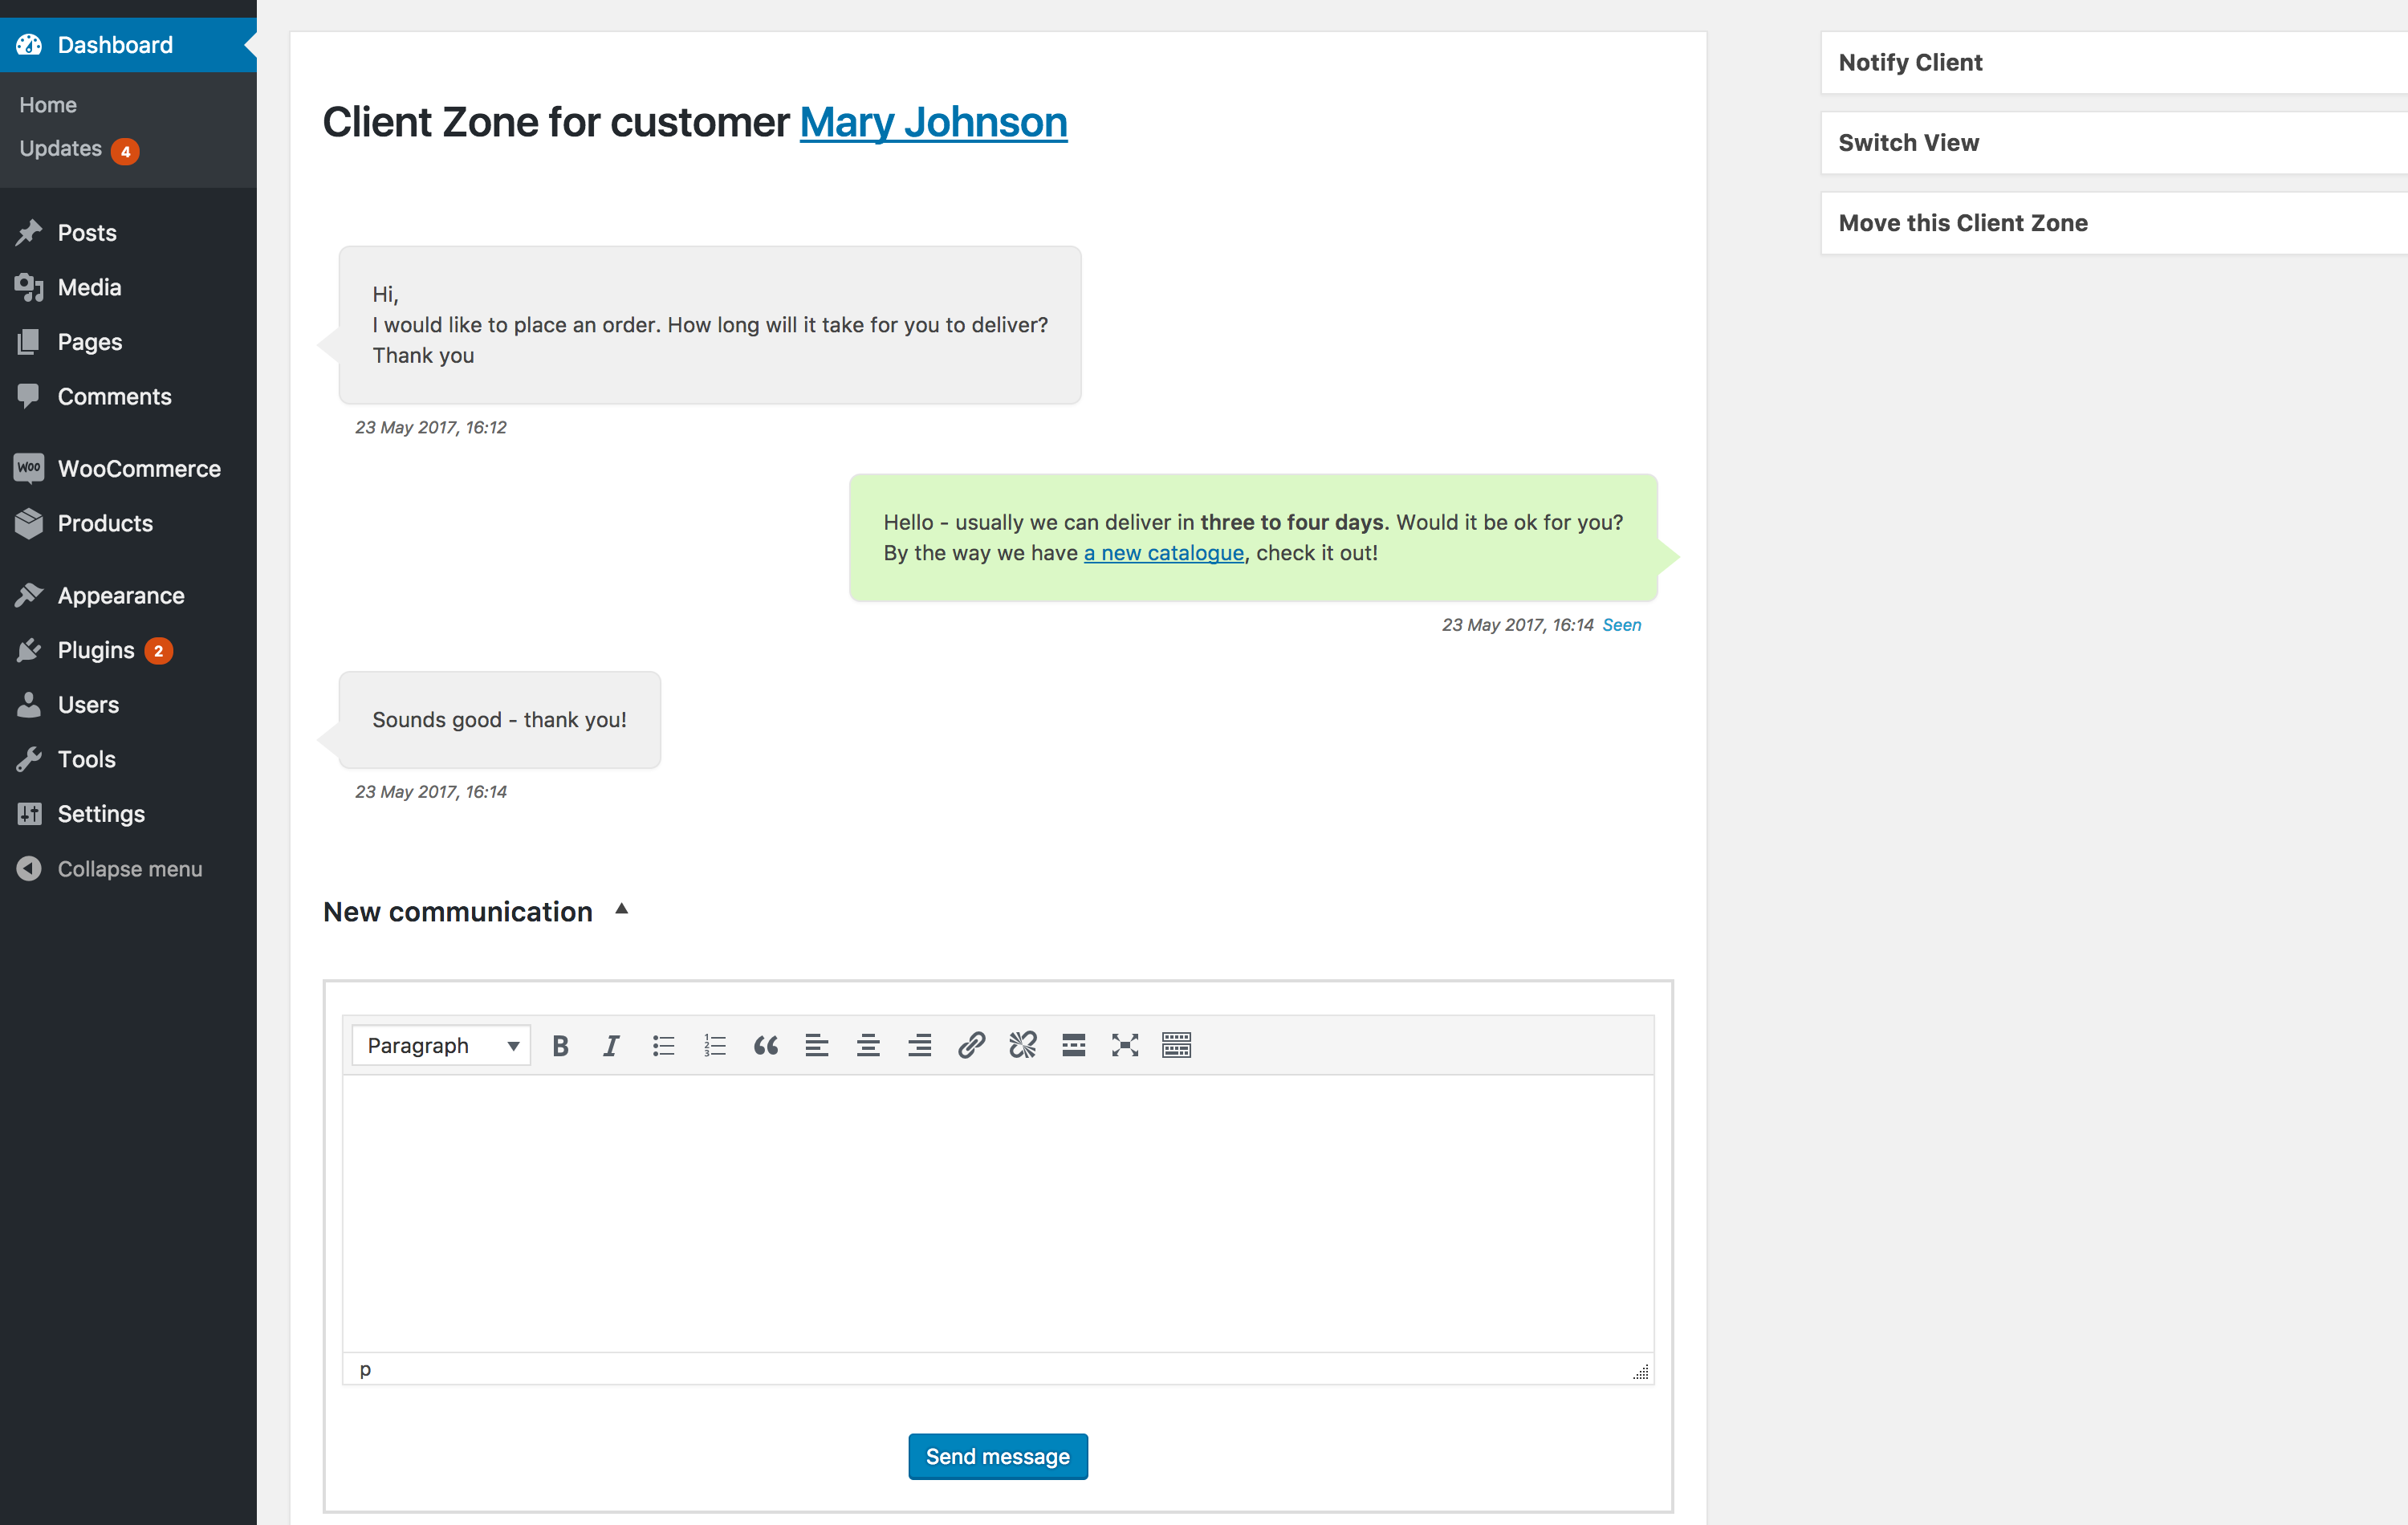 Dashboard
Home
Updates 4
Posts
Media
Pages
Comments
Woo WooCommerce
Products
Appearance
Plugins 2
Users
Tools
Settings
Collapse menu
Client Zone for customer Mary Johnson
Hi,
I would like to place an order. How long will it take for you to deliver?
Thank you
23 May 2017, 16:12
Hello - usually we can deliver in three to four days. Would it be ok for you?
By the way we have a new catalogue, check it out!
23 May 2017, 16:14 Seen
Sounds good - thank you!
23 May 2017, 16:14
New communication
Paragraph B I 1 2 3 “
p
Send message
Notify Client
Switch View
Move this Client Zone